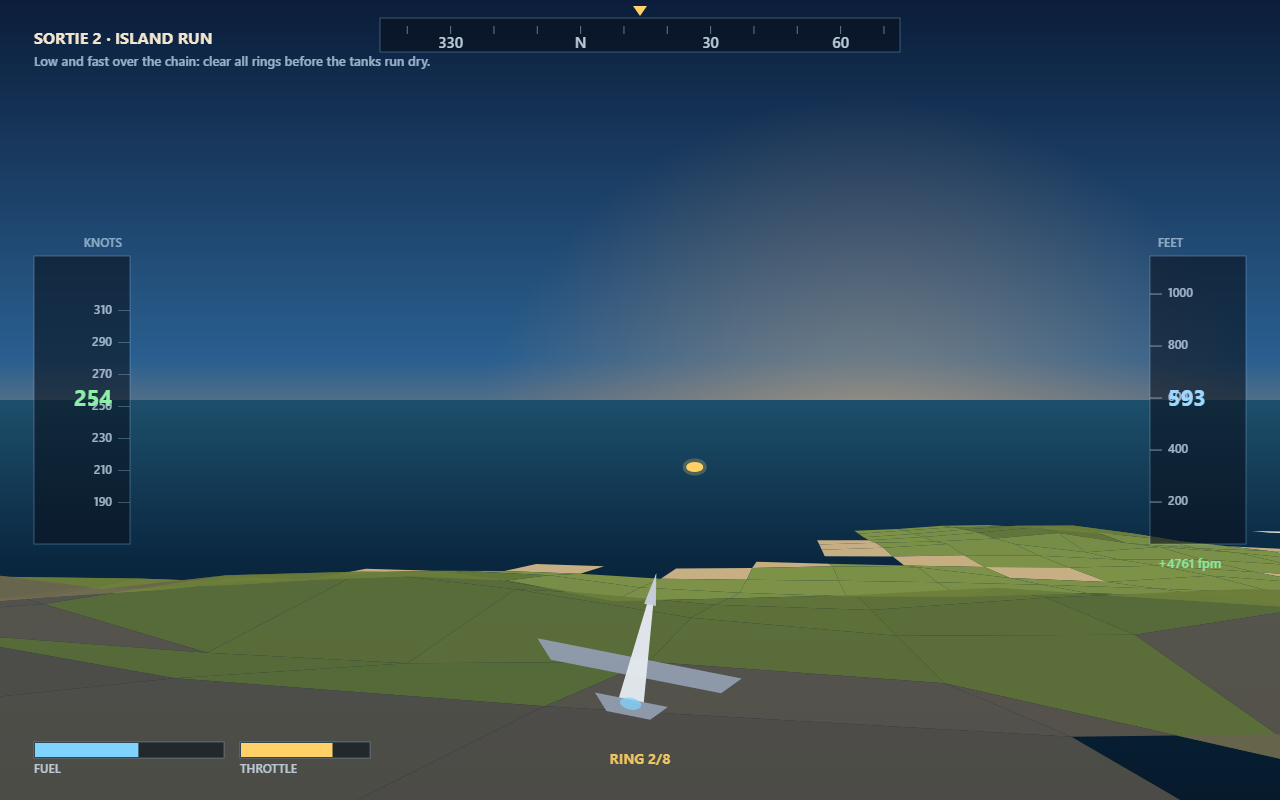 SORTIE 2 · ISLAND RUN
Low and fast over the chain: clear all rings before the tanks run dry.
330 N 30 60
KNOTS
310
290
270
254
250
230
210
190
FEET
1000
800
593
400
200
+4761 fpm
FUEL
THROTTLE
RING 2/8